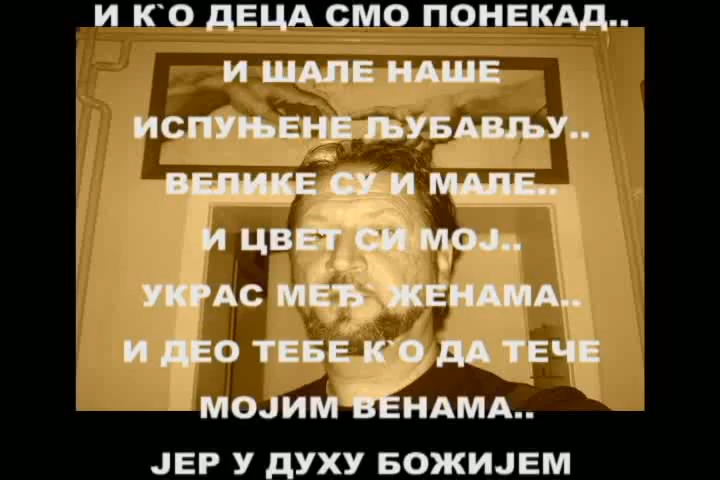 И К`О ДЕЦА СМО ПОНЕКАД..
И ШАЛЕ НАШЕ
ИСПУЊЕНЕ ЉУБАВЉУ..
ВЕЛИКЕ СУ И МАЛЕ..
И ЦВЕТ СИ МОЈ..
УКРАС МЕЂ ЖЕНАМА..
И ДЕО ТЕБЕ К`О ДА ТЕЧЕ
МОЈИМ ВЕНАМА..
ЈЕР У ДУХУ БОЖИЈЕМ